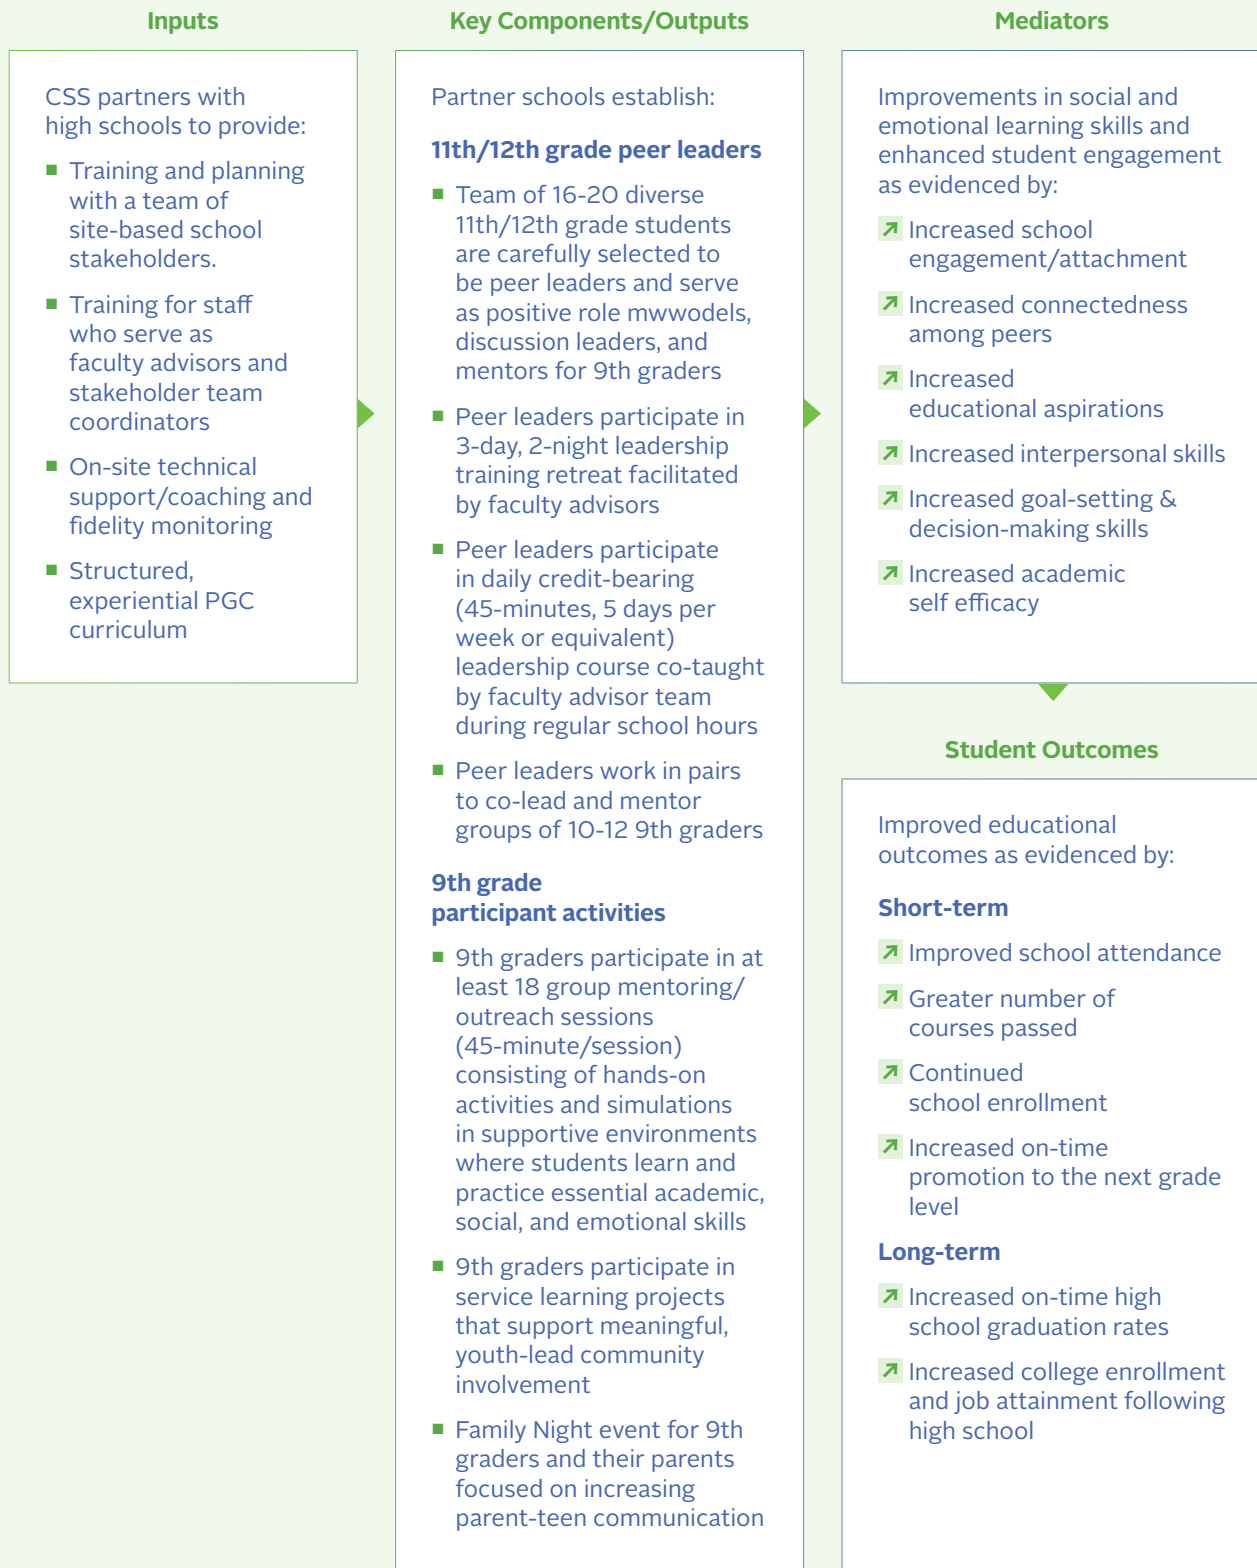 Inputs
CSS partners with
high schools to provide:
Training and planning
with a team of
site-based school
stakeholders.
Training for staff
who serve as
faculty advisors and
stakeholder team
coordinators
On-site technical
support/coaching and
fidelity monitoring
Structured,
experiential PGC
curriculum
Key Components/Outputs
Partner schools establish:
11th/12th grade peer leaders
Team of 16-20 diverse
11th/12th grade students
are carefully selected to
be peer leaders and serve
as positive role mwwodels,
discussion leaders, and
mentors for 9th graders
Peer leaders participate in
3-day, 2-night leadership
training retreat facilitated
by faculty advisors
Peer leaders participate
in daily credit-bearing
(45-minutes, 5 days per
week or equivalent)
leadership course co-taught
by faculty advisor team
during regular school hours
Peer leaders work in pairs
to co-lead and mentor
groups of 10-12 9th graders
9th grade
participant activities
9th graders participate in at
least 18 group mentoring/
outreach sessions
(45-minute/session)
consisting of hands-on
activities and simulations
in supportive environments
where students learn and
practice essential academic,
social, and emotional skills
9th graders participate in
service learning projects
that support meaningful,
youth-lead community
involvement
Family Night event for 9th
graders and their parents
focused on increasing
parent-teen communication
Mediators
Improvements in social and
emotional learning skills and
enhanced student engagement
as evidenced by:
Increased school
engagement/attachment
Increased connectedness
among peers
Increased
educational aspirations
Increased interpersonal skills
Increased goal-setting &
decision-making skills
Increased academic
self efficacy
Student Outcomes
Improved educational
outcomes as evidenced by:
Short-term
Improved school attendance
Greater number of
courses passed
Continued
school enrollment
Increased on-time
promotion to the next grade
level
Long-term
Increased on-time high
school graduation rates
Increased college enrollment
and job attainment following
high school